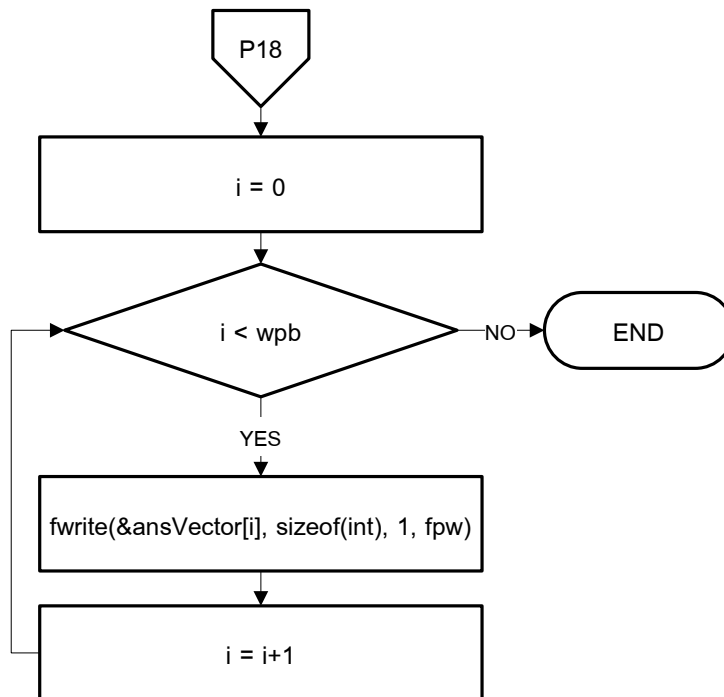 P18
i = 0
i < wpb
NO
END
YES
fwrite(&ansVector[i], sizeof(int), 1, fpw)
i = i+1